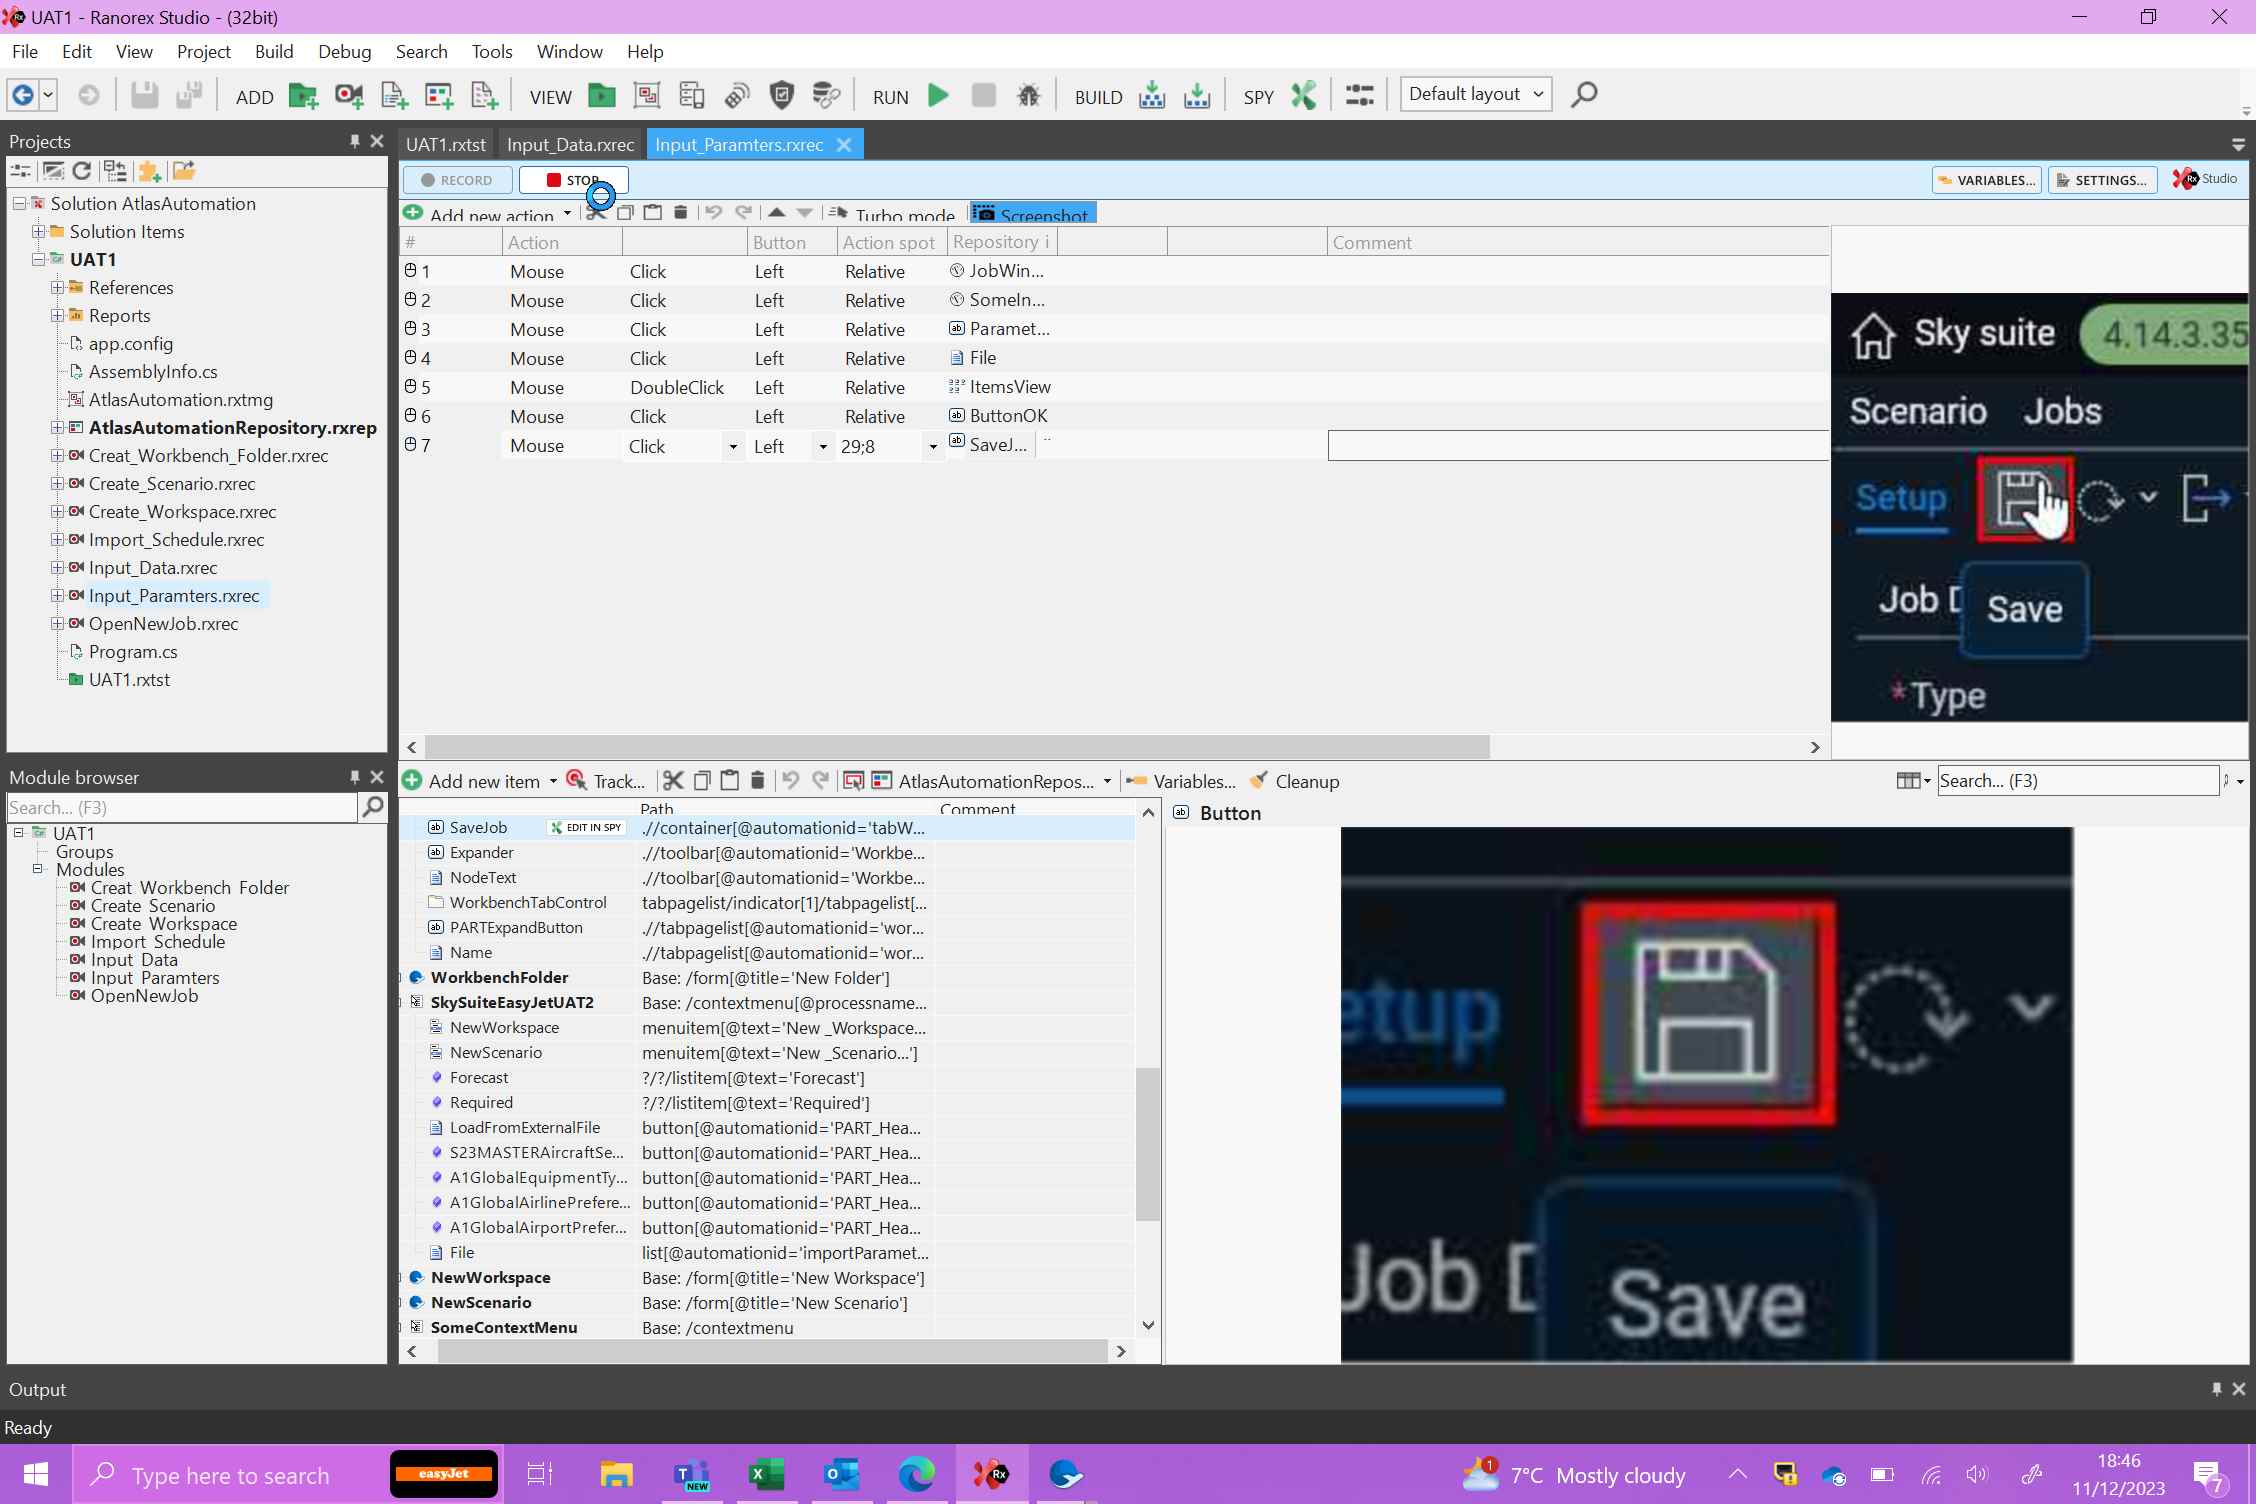 UAT1 - Ranorex Studio - (32bit)
File Edit View Project Build Debug Search Tools Window Help
ADD VIEW RUN BUILD SPY Default layout
Projects
UAT1.rxtst Input_Data.rxrec Input_Paramters.rxrec
RECORD STOP VARIABLES... SETTINGS... Rx Studio
Add new action Turbo mode Screenshot
Solution AtlasAutomation
Solution Items
UAT1
References
Reports
app.config
AssemblyInfo.cs
AtlasAutomation.rxtmg
AtlasAutomationRepository.rxrep
Creat_Workbench_Folder.rxrec
Create_Scenario.rxrec
Create_Workspace.rxrec
Import_Schedule.rxrec
Input_Data.rxrec
Input_Paramters.rxrec
OpenNewJob.rxrec
Program.cs
UAT1.rxtst
# Action Button Action spot Repository i Comment
1 Mouse Click Left Relative JobWin...
2 Mouse Click Left Relative SomeIn...
3 Mouse Click Left Relative Paramet...
4 Mouse Click Left Relative File
5 Mouse DoubleClick Left Relative ItemsView
6 Mouse Click Left Relative ButtonOK
7 Mouse Click Left 29;8 SaveJ...
Sky suite 4.14.3.35
Scenario Jobs
Setup
Job D
Save
*Type
Module browser
Search... (F3)
UAT1
Groups
Modules
Creat Workbench Folder
Create Scenario
Create Workspace
Import Schedule
Input Data
Input Paramters
OpenNewJob
Add new item Track... AtlasAutomationRepos... Variables... Cleanup Search... (F3)
Path Comment
SaveJob EDIT IN SPY .//container[@automationid='tabW...
Expander .//toolbar[@automationid='Workbe...
NodeText .//toolbar[@automationid='Workbe...
WorkbenchTabControl tabpagelist/indicator[1]/tabpagelist[...
PARTExpandButton .//tabpagelist[@automationid='wor...
Name .//tabpagelist[@automationid='wor...
WorkbenchFolder Base: /form[@title='New Folder']
SkySuiteEasyJetUAT2 Base: /contextmenu[@processname...
NewWorkspace menuitem[@text='New _Workspace...
NewScenario menuitem[@text='New _Scenario...']
Forecast ?/?/listitem[@text='Forecast']
Required ?/?/listitem[@text='Required']
LoadFromExternalFile button[@automationid='PART_Hea...
S23MASTERAircraftSe... button[@automationid='PART_Hea...
A1GlobalEquipmentTy... button[@automationid='PART_Hea...
A1GlobalAirlinePrefere... button[@automationid='PART_Hea...
A1GlobalAirportPrefer... button[@automationid='PART_Hea...
File list[@automationid='importParamet...
NewWorkspace Base: /form[@title='New Workspace']
NewScenario Base: /form[@title='New Scenario']
SomeContextMenu Base: /contextmenu
Button
etup
Job D
Save
Output
Ready
Type here to search easyJet NEW Rx 1 7°C Mostly cloudy 18:46
11/12/2023 7